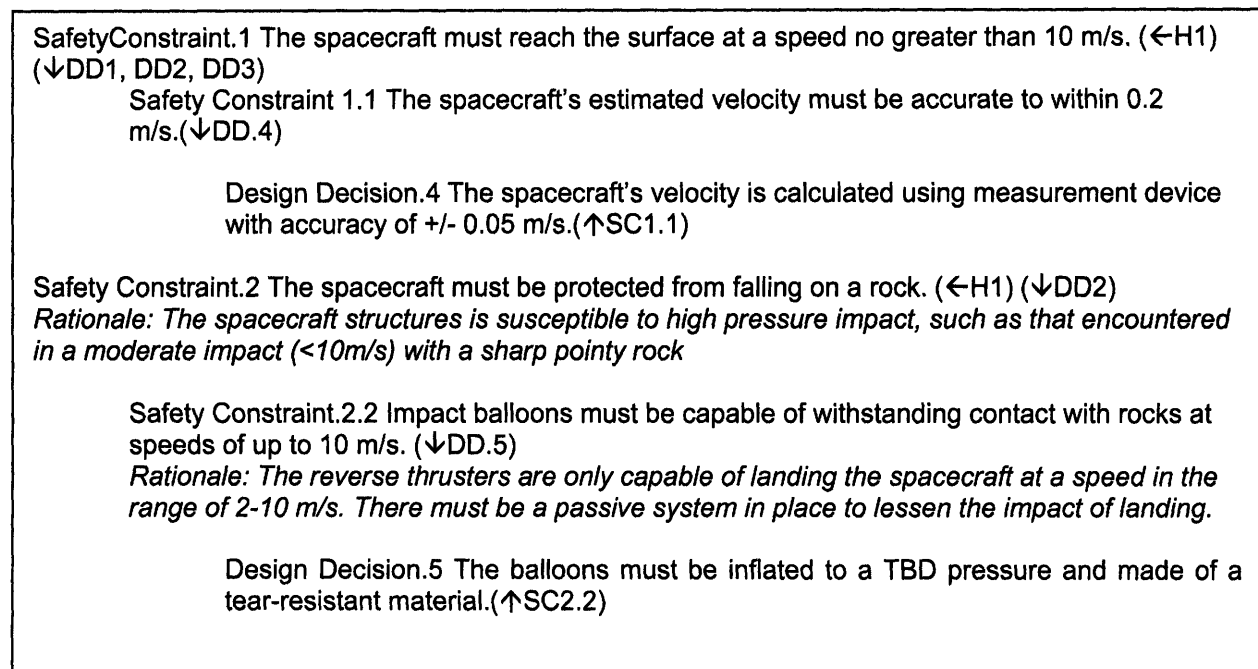 SafetyConstraint.1 The spacecraft must reach the surface at a speed no greater than 10 m/s. (←H1)
(↓DD1, DD2, DD3)
Safety Constraint 1.1 The spacecraft's estimated velocity must be accurate to within 0.2
m/s.(↓DD.4)
Design Decision.4 The spacecraft's velocity is calculated using measurement device
with accuracy of +/- 0.05 m/s.(↑SC1.1)
Safety Constraint.2 The spacecraft must be protected from falling on a rock. (←H1) (↓DD2)
Rationale: The spacecraft structures is susceptible to high pressure impact, such as that encountered
in a moderate impact (<10m/s) with a sharp pointy rock
Safety Constraint.2.2 Impact balloons must be capable of withstanding contact with rocks at
speeds of up to 10 m/s. (↓DD.5)
Rationale: The reverse thrusters are only capable of landing the spacecraft at a speed in the
range of 2-10 m/s. There must be a passive system in place to lessen the impact of landing.
Design Decision.5 The balloons must be inflated to a TBD pressure and made of a
tear-resistant material.(↑SC2.2)